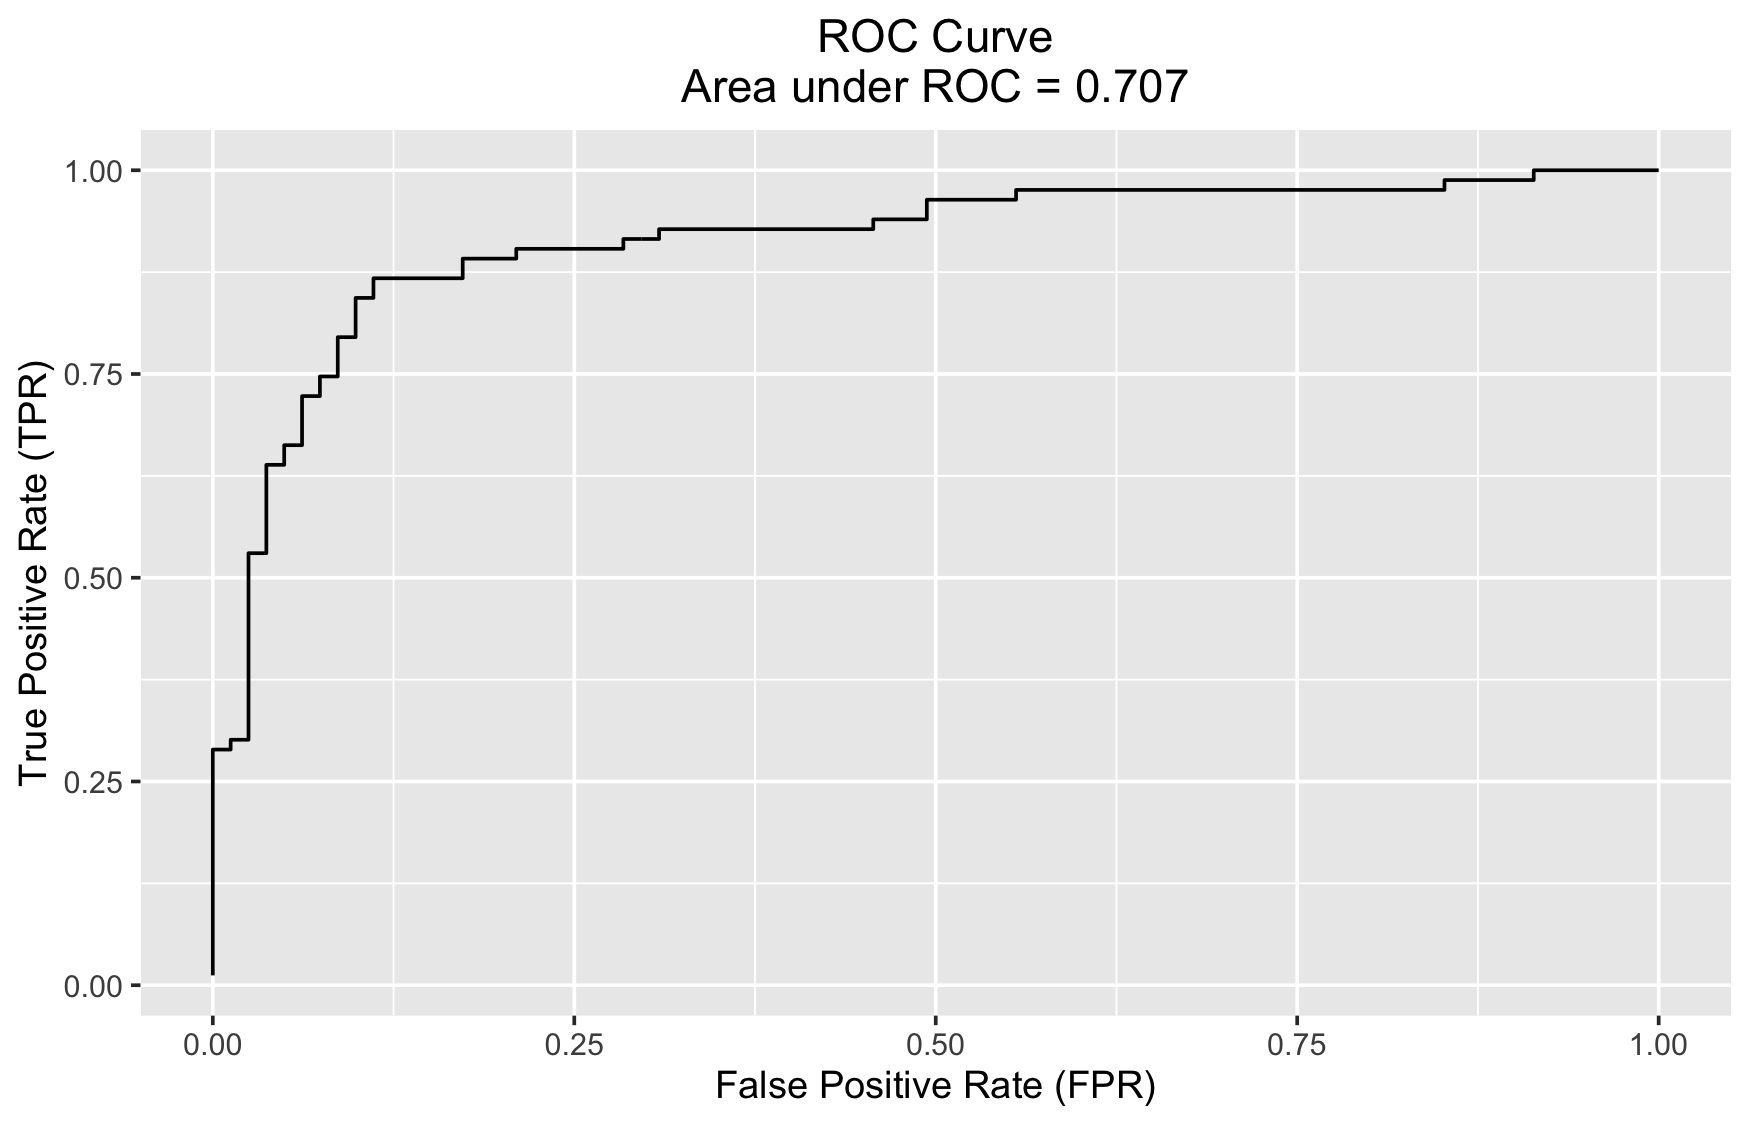 ROC Curve
Area under ROC = 0.707
True Positive Rate (TPR)
1.00
0.75
0.50
0.25
0.00
0.00 0.25 0.50 0.75 1.00
False Positive Rate (FPR)